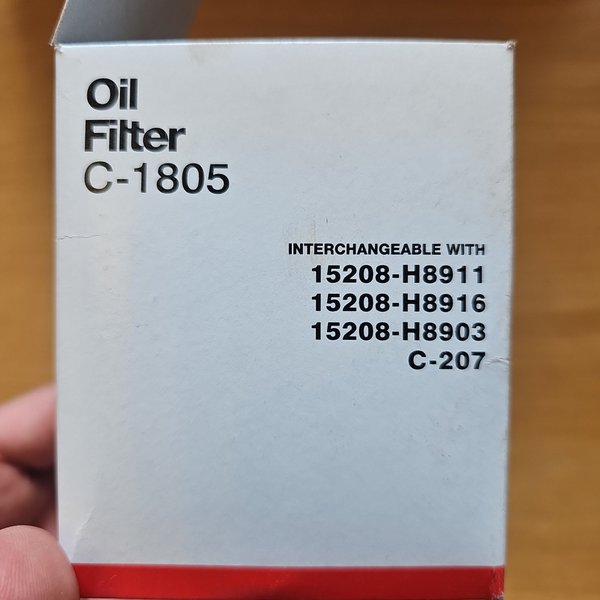 Oil
Filter
C-1805
INTERCHANGEABLE WITH
15208-H8911
15208-H8916
15208-H8903
C-207